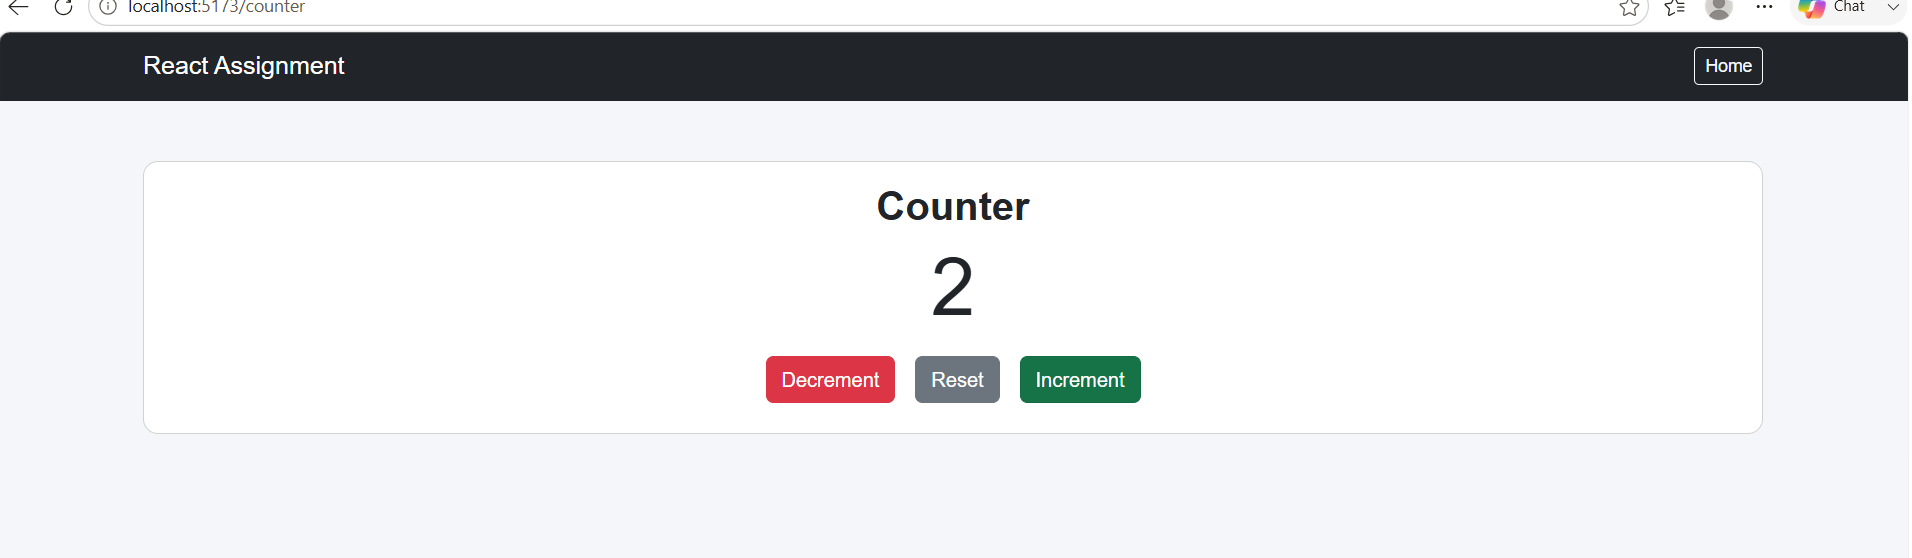 localhost:5173/counter
Chat
React Assignment
Home
Counter
2
Decrement Reset Increment